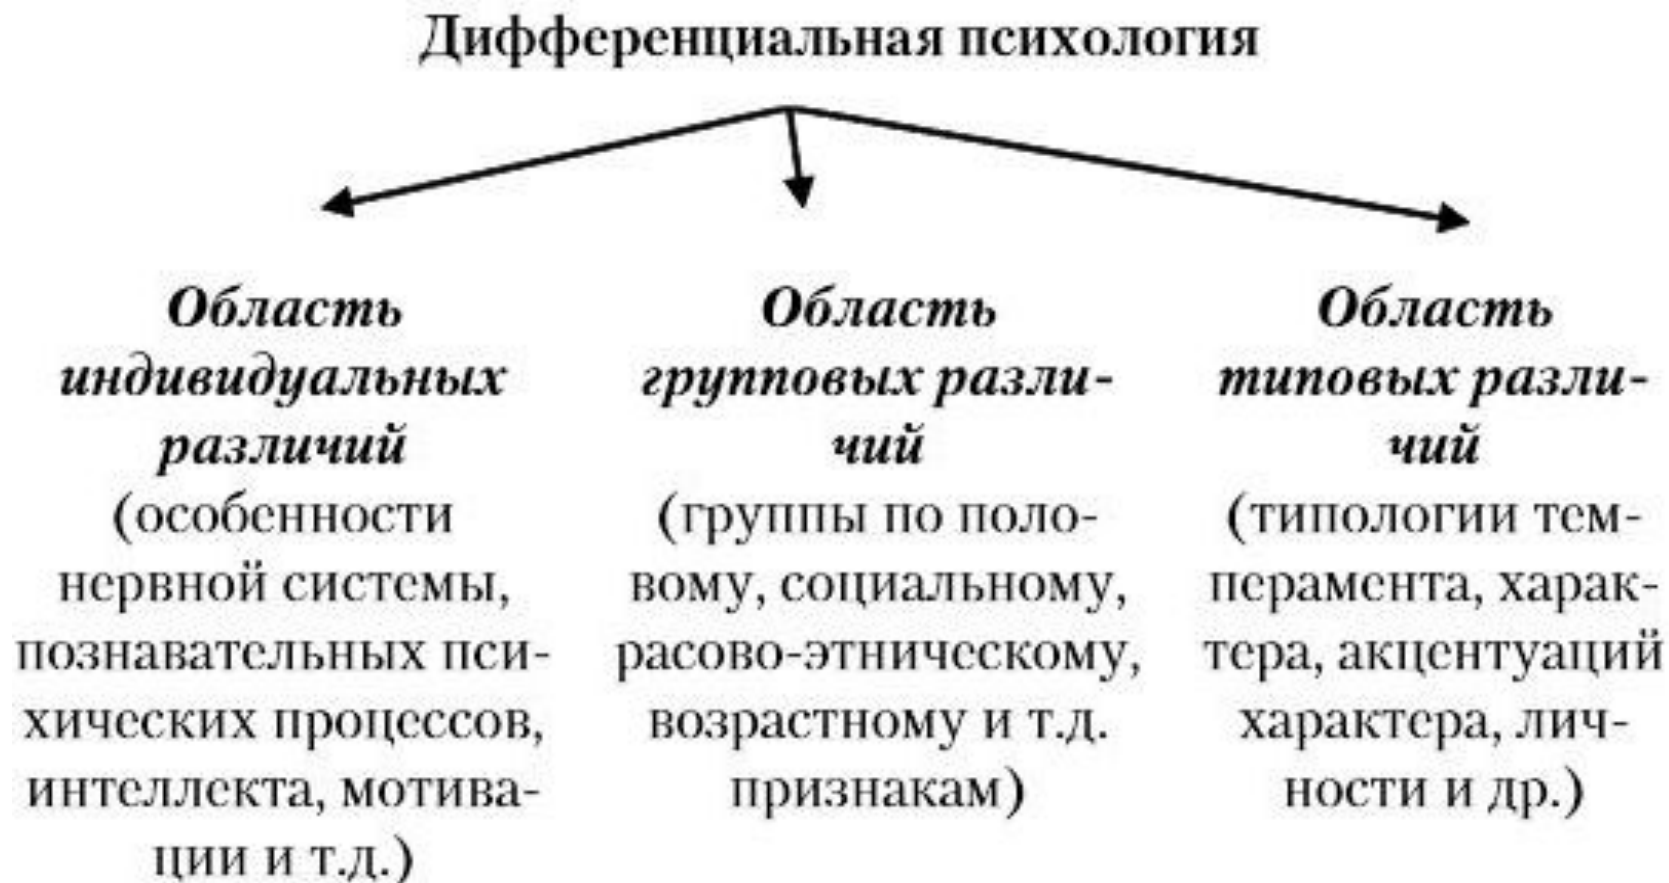 Дифференциальная психология
Область
индивидуальных
различий
(особенности
нервной системы,
познавательных пси-
хических процессов,
интеллекта, мотива-
ции и т.д.)
Область
групповых разли-
чий
(группы по поло-
вому, социальному,
расово-этническому,
возрастному и т.д.
признакам)
Область
типовых разли-
чий
(типологии тем-
перамента, харак-
тера, акцентуаций
характера, лич-
ности и др.)